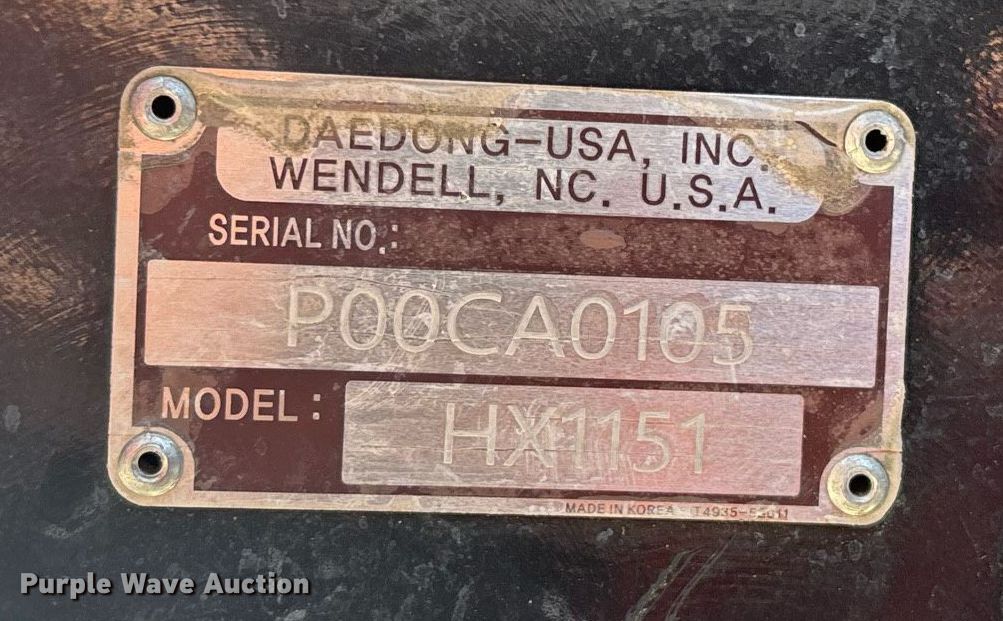 DAEDONG-USA, INC.
WENDELL, NC. U.S.A.
SERIAL NO.:
P00CA0105
MODEL :
HX1151
MADE IN KOREA
Purple Wave Auction